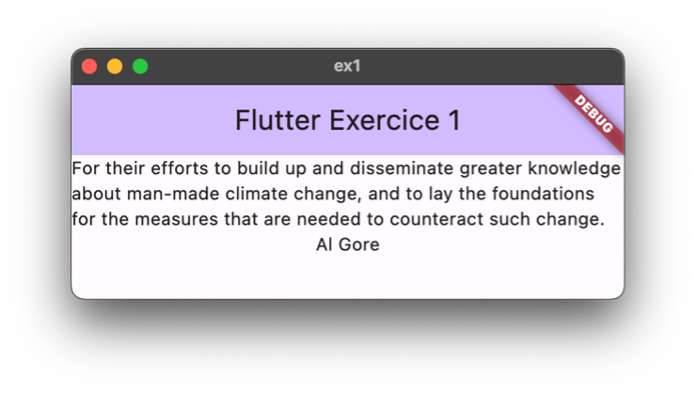 ex1
DEBUG
Flutter Exercice 1
For their efforts to build up and disseminate greater knowledge
about man-made climate change, and to lay the foundations
for the measures that are needed to counteract such change.
Al Gore